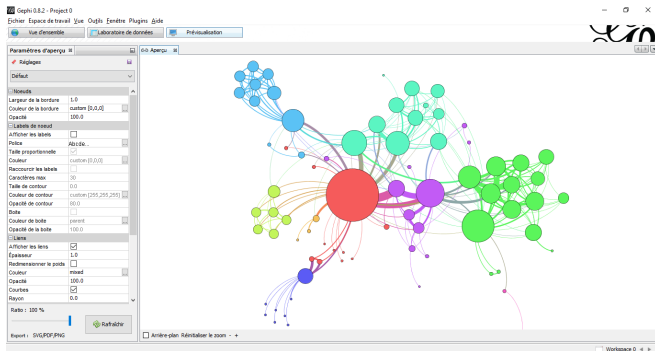 Gephi 0.8.2 - Project 0
Fichier Espace de travail Vue Outils Fenêtre Plugins Aide
Vue d'ensemble Laboratoire de données Prévisualisation
Paramètres d'aperçu Aperçu
Réglages
Défaut
Noeuds
Largeur de la bordure 1.0
Couleur de la bordure custom [0,0,0]
Opacité 100.0
Labels de noeud
Afficher les labels
Police Abcde...
Taille proportionnelle
Couleur custom [0,0,0]
Raccourcir les labels
Caractères max 30
Taille de contour 0.0
Couleur de contour custom [255,255,255]
Opacité de contour 80.0
Boite
Couleur de boite parent
Opacité de la boite 100.0
Liens
Afficher les liens
Épaisseur 1.0
Redimensionner le poids
Couleur mixed
Opacité 100.0
Courbes
Rayon 0.0
Ratio : 100 %
Rafraîchir
Export : SVG/PDF/PNG
Arrière-plan Réinitialiser le zoom - +
Workspace 0